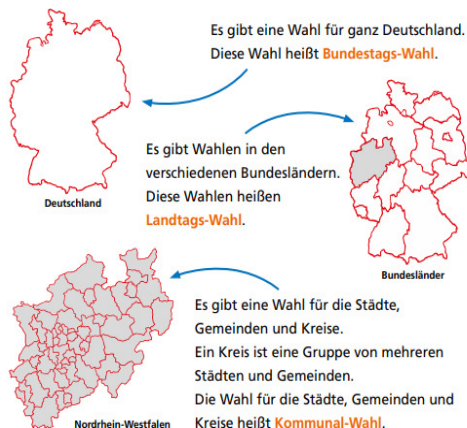 Es gibt eine Wahl für ganz Deutschland.
Diese Wahl heißt Bundestags-Wahl.
Deutschland
Es gibt Wahlen in den
verschiedenen Bundesländern.
Diese Wahlen heißen
Landtags-Wahl.
Bundesländer
Es gibt eine Wahl für die Städte,
Gemeinden und Kreise.
Ein Kreis ist eine Gruppe von mehreren
Städten und Gemeinden.
Die Wahl für die Städte, Gemeinden und
Kreise heißt Kommunal-Wahl.
Nordrhein-Westfalen